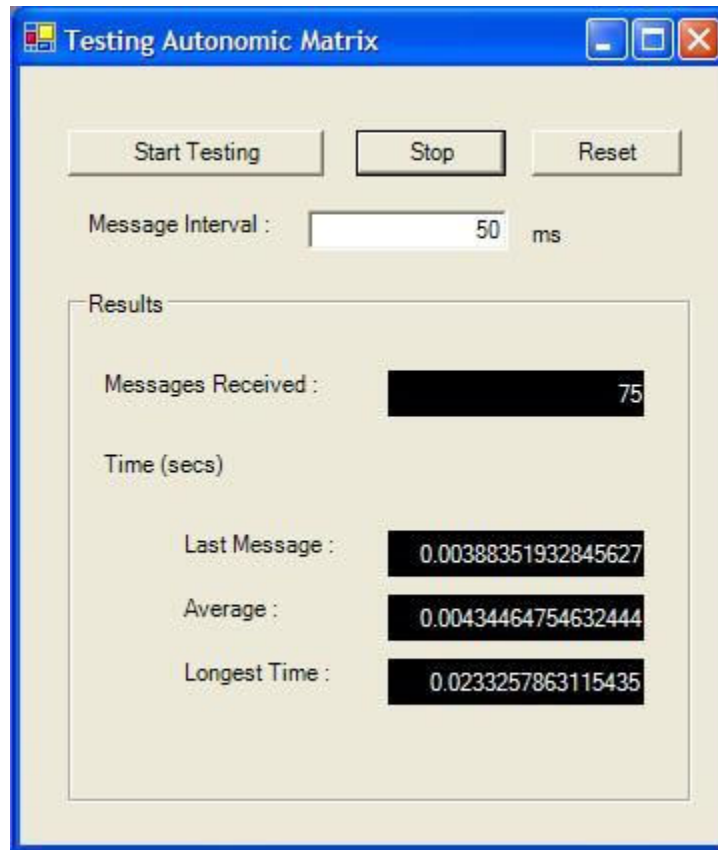 Testing Autonomic Matrix
Start Testing Stop Reset
Message Interval : 50 ms
Results
Messages Received : 75
Time (secs)
Last Message : 0.00388351932845627
Average : 0.00434464754632444
Longest Time : 0.0233257863115435